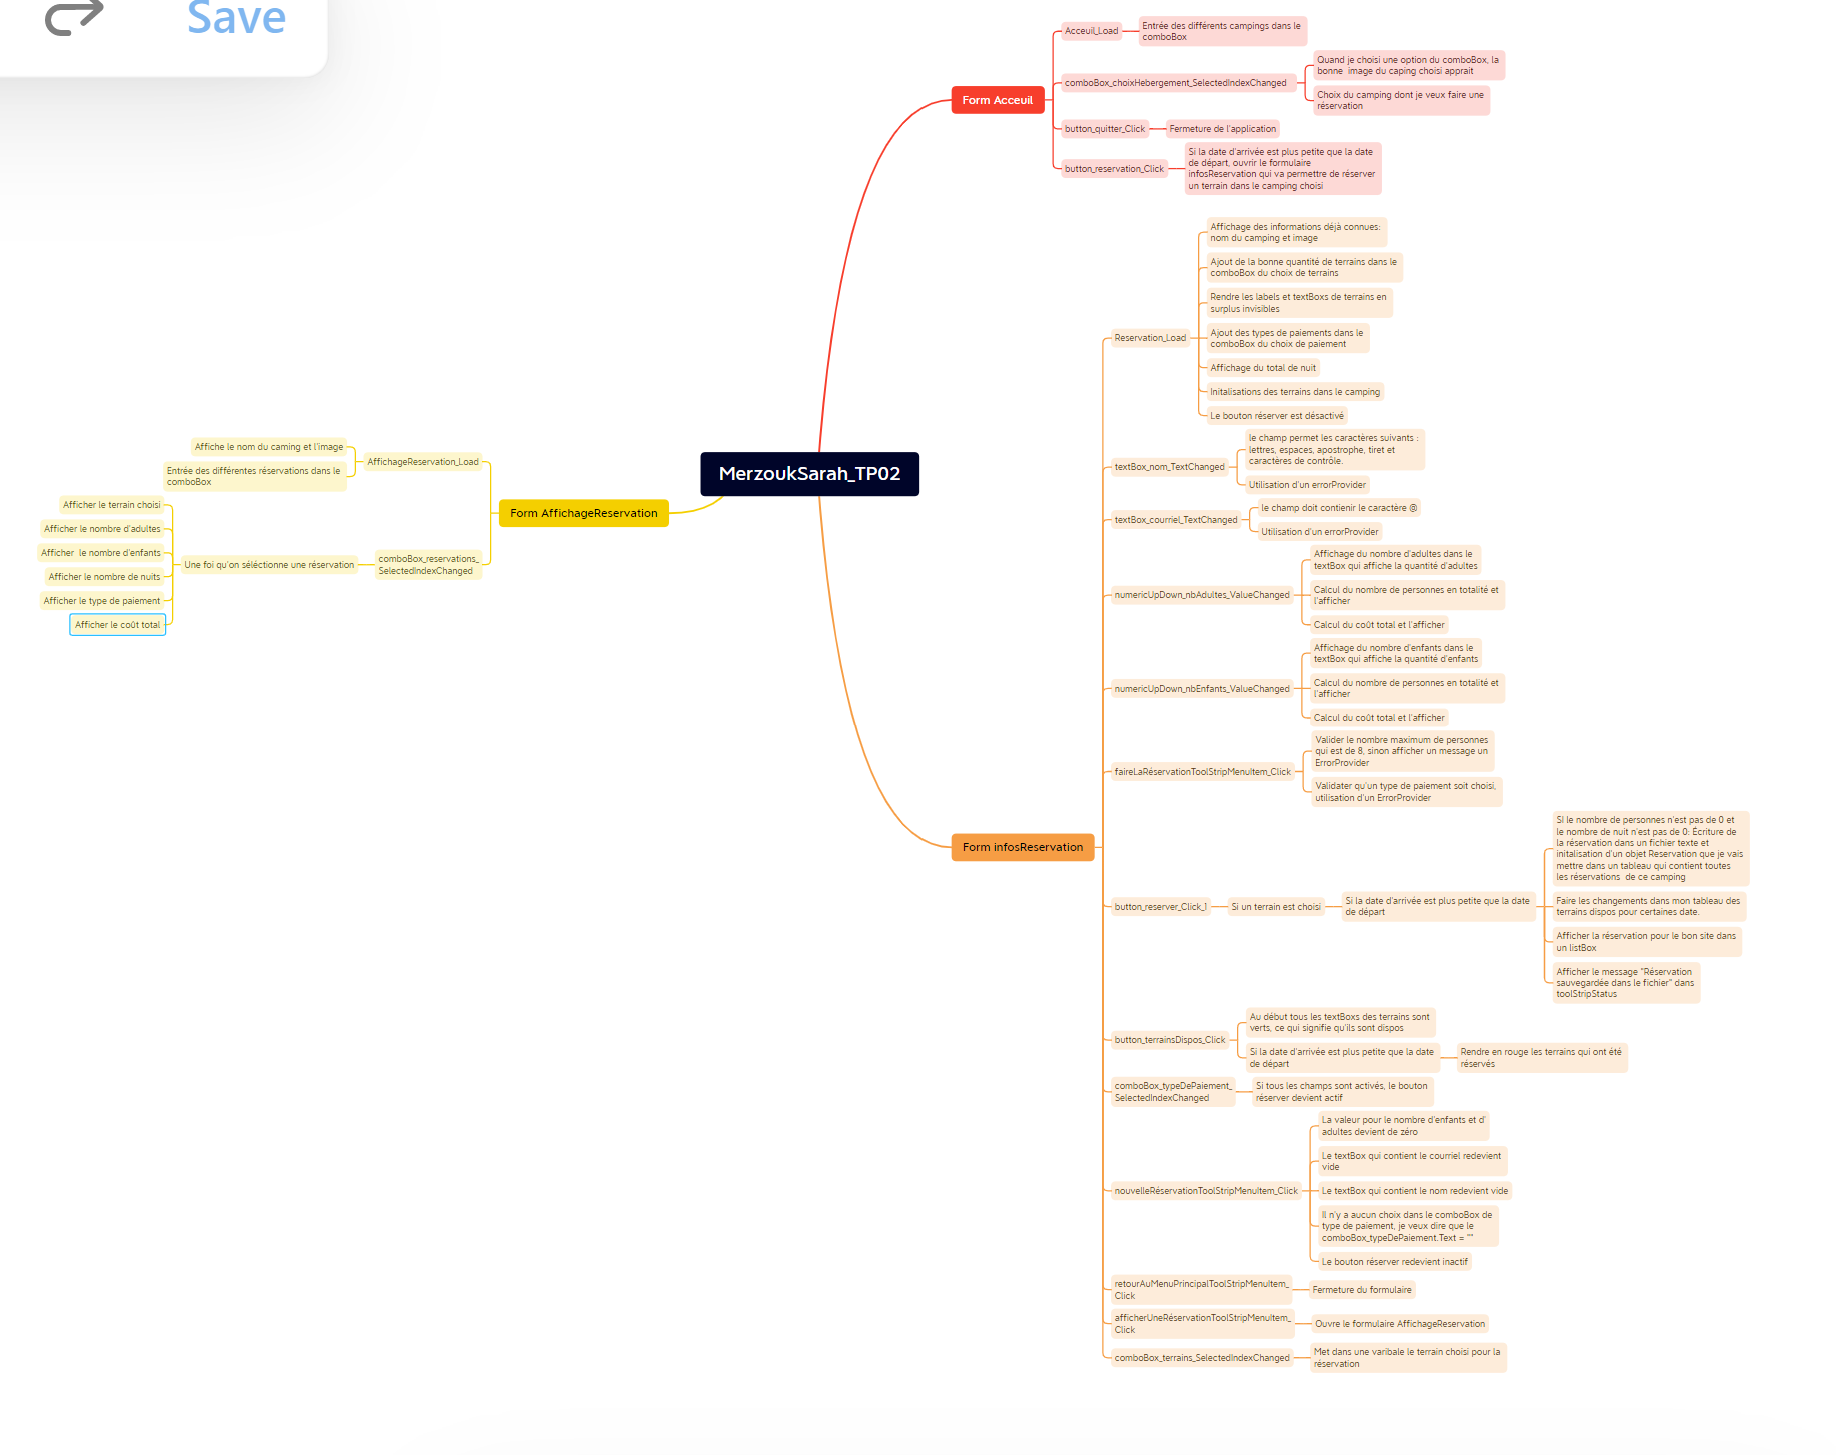 Save
MerzoukSarah_TP02
Form Acceuil
Acceuil_Load
Entrée des différents campings dans le
comboBox
comboBox_choixHebergement_SelectedIndexChanged
Quand je choisi une option du comboBox, la
bonne  image du caping choisi apprait
Choix du camping dont je veux faire une
réservation
button_quitter_Click
Fermeture de l'application
button_reservation_Click
Si la date d'arrivée est plus petite que la date
de départ, ouvrir le formulaire
infosReservation qui va permettre de réserver
un terrain dans le camping choisi
Form infosReservation
Reservation_Load
Affichage des informations déjà connues:
nom du camping et image
Ajout de la bonne quantité de terrains dans le
comboBox du choix de terrains
Rendre les labels et textBoxs de terrains en
surplus invisibles
Ajout des types de paiements dans le
comboBox du choix de paiement
Affichage du total de nuit
Initalisations des terrains dans le camping
Le bouton réserver est désactivé
textBox_nom_TextChanged
le champ permet les caractères suivants :
lettres, espaces, apostrophe, tiret et
caractères de contrôle.
Utilisation d'un errorProvider
textBox_courriel_TextChanged
le champ doit contienir le caractère @
Utilisation d'un errorProvider
numericUpDown_nbAdultes_ValueChanged
Affichage du nombre d'adultes dans le
textBox qui affiche la quantité d'adultes
Calcul du nombre de personnes en totalité et
l'afficher
Calcul du coût total et l'afficher
numericUpDown_nbEnfants_ValueChanged
Affichage du nombre d'enfants dans le
textBox qui affiche la quantité d'enfants
Calcul du nombre de personnes en totalité et
l'afficher
Calcul du coût total et l'afficher
faireLaRéservationToolStripMenuItem_Click
Valider le nombre maximum de personnes
qui est de 8, sinon afficher un message un
ErrorProvider
Validater qu'un type de paiement soit choisi,
utilisation d'un ErrorProvider
button_reserver_Click_1
Si un terrain est choisi
Si la date d'arrivée est plus petite que la date
de départ
SI le nombre de personnes n'est pas de 0 et
le nombre de nuit n'est pas de 0: Écriture de
la réservation dans un fichier texte et
initalisation d'un objet Reservation que je vais
mettre dans un tableau qui contient toutes
les réservations  de ce camping
Faire les changements dans mon tableau des
terrains dispos pour certaines date.
Afficher la réservation pour le bon site dans
un listBox
Afficher le message "Réservation
sauvegardée dans le fichier" dans
toolStripStatus
button_terrainsDispos_Click
Au début tous les textBoxs des terrains sont
verts, ce qui signifie qu'ils sont dispos
Si la date d'arrivée est plus petite que la date
de départ
Rendre en rouge les terrains qui ont été
réservés
comboBox_typeDePaiement_
SelectedIndexChanged
Si tous les champs sont activés, le bouton
réserver devient actif
nouvelleRéservationToolStripMenuItem_Click
La valeur pour le nombre d'enfants et d'
adultes devient de zéro
Le textBox qui contient le courriel redevient
vide
Le textBox qui contient le nom redevient vide
Il n'y a aucun choix dans le comboBox de
type de paiement, je veux dire que le
comboBox_typeDePaiement.Text = ""
Le bouton réserver redevient inactif
retourAuMenuPrincipalToolStripMenuItem_
Click
Fermeture du formulaire
afficherUneRéservationToolStripMenuItem_
Click
Ouvre le formulaire AffichageReservation
comboBox_terrains_SelectedIndexChanged
Met dans une varibale le terrain choisi pour la
réservation
Form AffichageReservation
AffichageReservation_Load
Affiche le nom du caming et l'image
Entrée des différentes réservations dans le
comboBox
comboBox_reservations_
SelectedIndexChanged
Une foi qu'on séléctionne une réservation
Afficher le terrain choisi
Afficher le nombre d'adultes
Afficher  le nombre d'enfants
Afficher le nombre de nuits
Afficher le type de paiement
Afficher le coût total